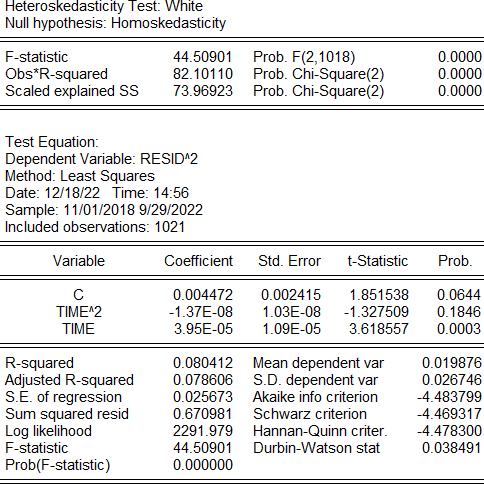 Heteroskedasticity Test: White
Null hypothesis: Homoskedasticity
F-statistic 44.50901 Prob. F(2,1018) 0.0000
Obs*R-squared 82.10110 Prob. Chi-Square(2) 0.0000
Scaled explained SS 73.96923 Prob. Chi-Square(2) 0.0000
Test Equation:
Dependent Variable: RESID^2
Method: Least Squares
Date: 12/18/22 Time: 14:56
Sample: 11/01/2018 9/29/2022
Included observations: 1021
Variable Coefficient Std. Error t-Statistic Prob.
C 0.004472 0.002415 1.851538 0.0644
TIME^2 -1.37E-08 1.03E-08 -1.327509 0.1846
TIME 3.95E-05 1.09E-05 3.618557 0.0003
R-squared 0.080412 Mean dependent var 0.019876
Adjusted R-squared 0.078606 S.D. dependent var 0.026746
S.E. of regression 0.025673 Akaike info criterion -4.483799
Sum squared resid 0.670981 Schwarz criterion -4.469317
Log likelihood 2291.979 Hannan-Quinn criter. -4.478300
F-statistic 44.50901 Durbin-Watson stat 0.038491
Prob(F-statistic) 0.000000